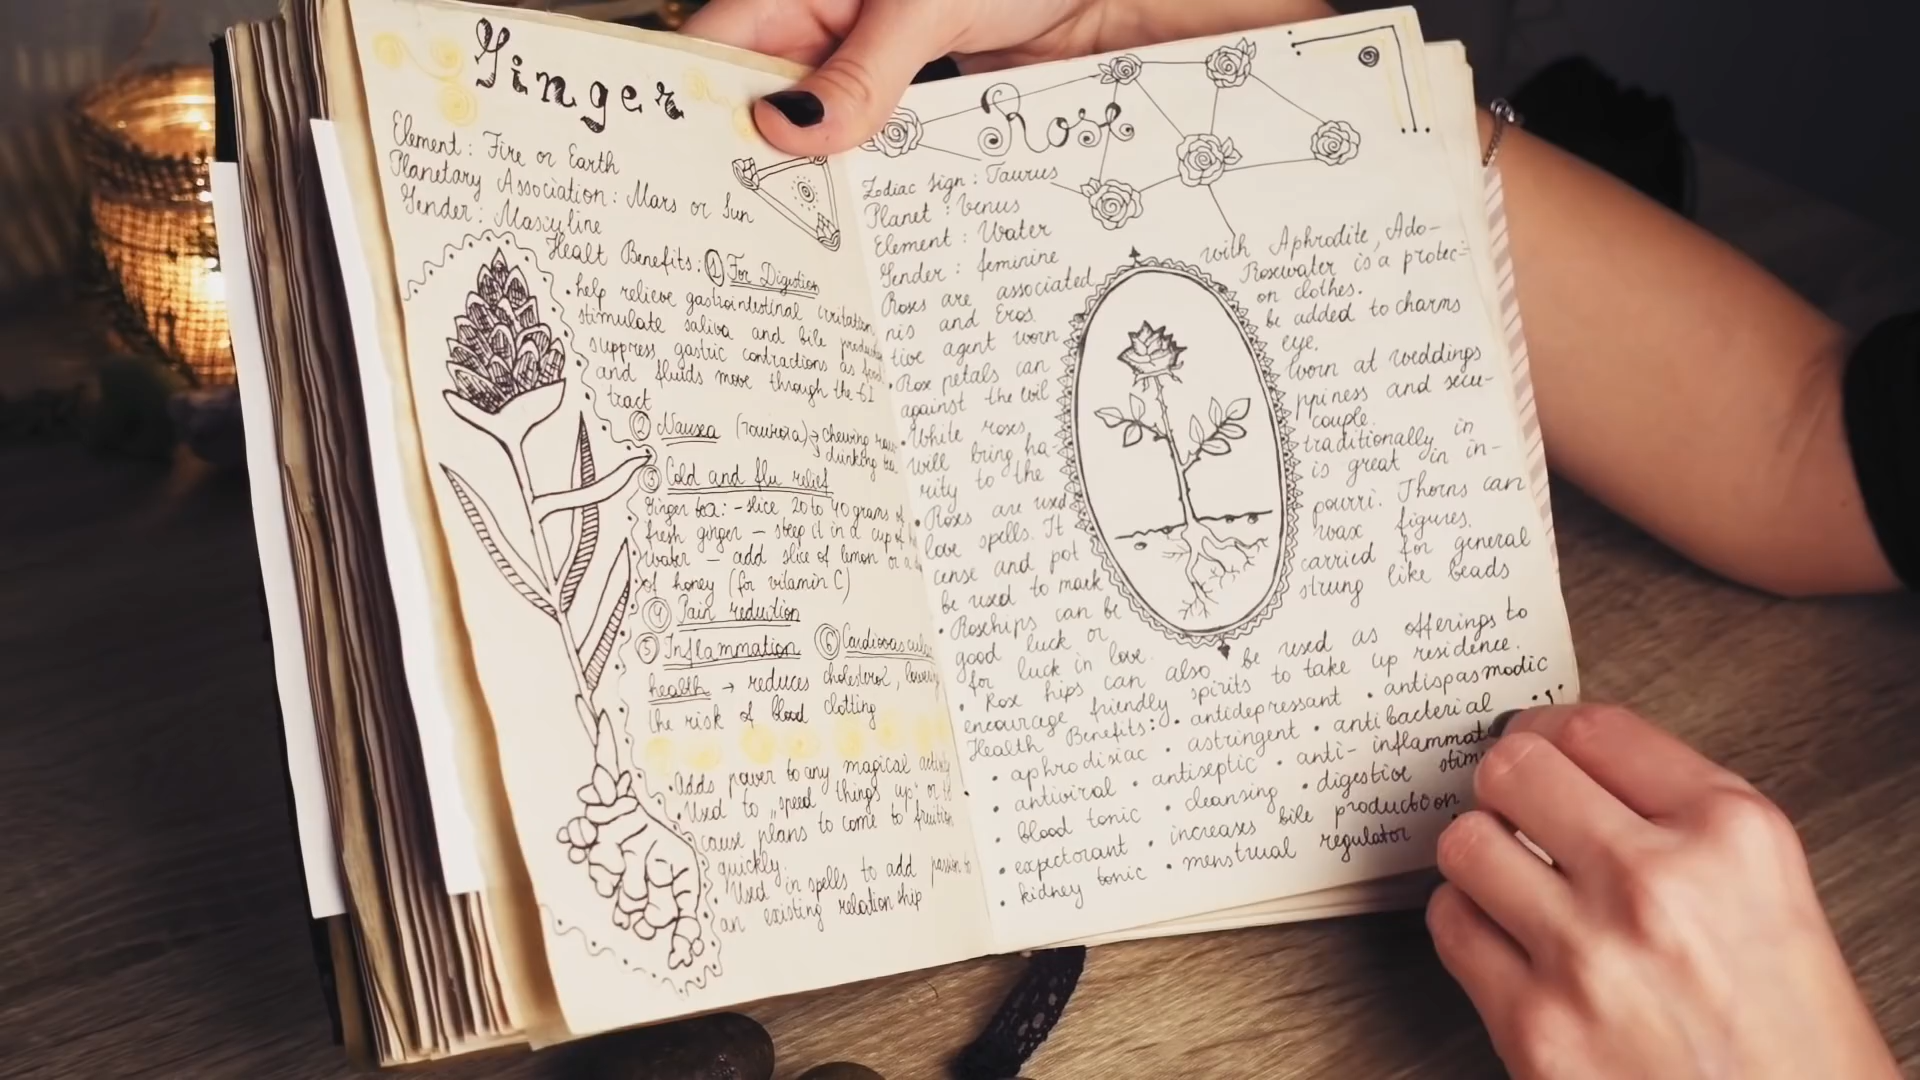 Ginger
Element: Fire or Earth
Planetary Association: Mars or Sun
Gender: Masculine
Healt Benefits: ① For Digestion
• help relieve gastriointestinal irritation
stimulate saliva and bile
suppress gastric contractions as
and fluids move through the GI
tract
② Nausea chewing
drinking
③ Cold and flu relief
ginger tea: - slice 20 to 40 grams of
fresh ginger – steep it in a cup of
water – add slice of lemon or a
of honey (for vitamin C)
④ Pain reduction
⑤ Inflammation ⑥
health → reduces cholesterol,
the risk of blood clotting
• Adds power to any magical
• Used to "speed things up" or
cause plans to come to fruition
quickly.
• Used in spells to add passion to
an existing relationship
Rose
Zodiac sign: Taurus
Planet: Venus
Element: Water
Gender: feminine
Roses are associated with Aphrodite, Ado-
nis and Eros. Rosewater is a protec-
tive agent worn on clothes.
• Rose petals can be added to charms
against the evil eye.
• White roses worn at weddings
will bring ha- ppiness and secu-
rity to the couple.
• Roses are used traditionally in
love spells. It is great in in-
cense and pot pourri. Thorns can
be used to mark wax figures.
• Rosehips can be carried for general
good luck or strung like beads
for luck in love.
• Rose hips can also be used as offerings to
encourage friendly spirits to take up residence.
Health Benefits: • antidepressant • antispasmodic
• aphrodisiac • astringent • antibacterial
• antiviral • antiseptic • anti-
• blood tonic • cleansing • digestive
• expectorant • increases bile production
• kidney tonic • menstrual regulator